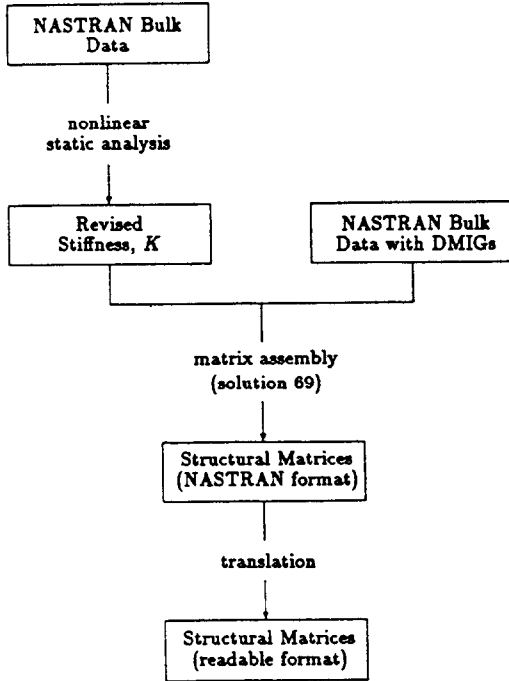 NASTRAN Bulk
Data
nonlinear
static analysis
Revised
Stiffness, K
NASTRAN Bulk
Data with DMIGs
matrix assembly
(solution 69)
Structural Matrices
(NASTRAN format)
translation
Structural Matrices
(readable format)